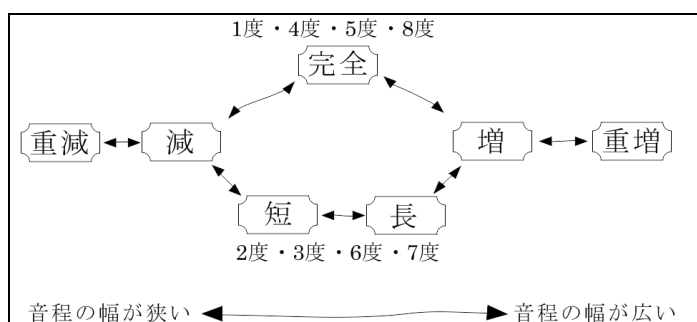 1度・4度・5度・8度
完全
重減 減 増 重増
短 長
2度・3度・6度・7度
音程の幅が狭い 音程の幅が広い